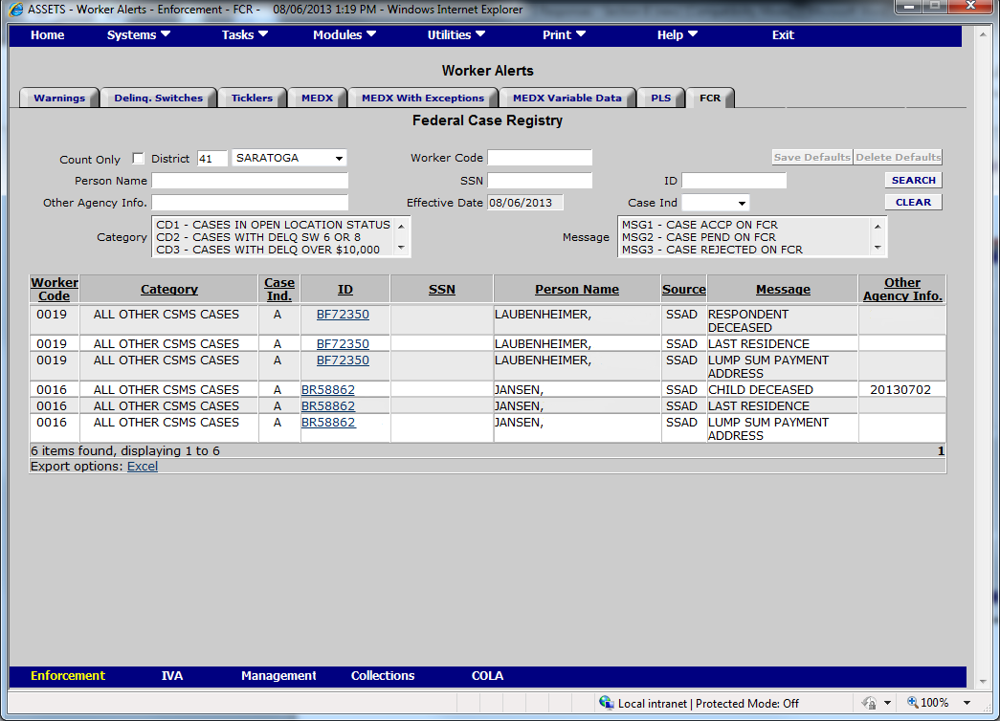 ASSETS - Worker Alerts - Enforcement - FCR - 08/06/2013 1:19 PM - Windows Internet Explorer
Home Systems Tasks Modules Utilities Print Help Exit
Worker Alerts
Warnings Delinq. Switches Ticklers MEDX MEDX With Exceptions MEDX Variable Data PLS FCR
Federal Case Registry
Count Only District 41 SARATOGA Worker Code Save Defaults Delete Defaults
Person Name SSN ID SEARCH
Other Agency Info. Effective Date 08/06/2013 Case Ind CLEAR
CD1 - CASES IN OPEN LOCATION STATUS MSG1 - CASE ACCP ON FCR
Category CD2 - CASES WITH DELQ SW 6 OR 8 Message MSG2 - CASE PEND ON FCR
CD3 - CASES WITH DELQ OVER $10,000 MSG3 - CASE REJECTED ON FCR
Worker Code Category Case Ind. ID SSN Person Name Source Message Other Agency Info.
0019 ALL OTHER CSMS CASES A BF72350 LAUBENHEIMER, SSAD RESPONDENT
DECEASED
0019 ALL OTHER CSMS CASES A BF72350 LAUBENHEIMER, SSAD LAST RESIDENCE
0019 ALL OTHER CSMS CASES A BF72350 LAUBENHEIMER, SSAD LUMP SUM PAYMENT
ADDRESS
0016 ALL OTHER CSMS CASES A BR58862 JANSEN, SSAD CHILD DECEASED 20130702
0016 ALL OTHER CSMS CASES A BR58862 JANSEN, SSAD LAST RESIDENCE
0016 ALL OTHER CSMS CASES A BR58862 JANSEN, SSAD LUMP SUM PAYMENT
ADDRESS
6 items found, displaying 1 to 6 1
Export options: Excel
Enforcement IVA Management Collections COLA
Local intranet | Protected Mode: Off 100%